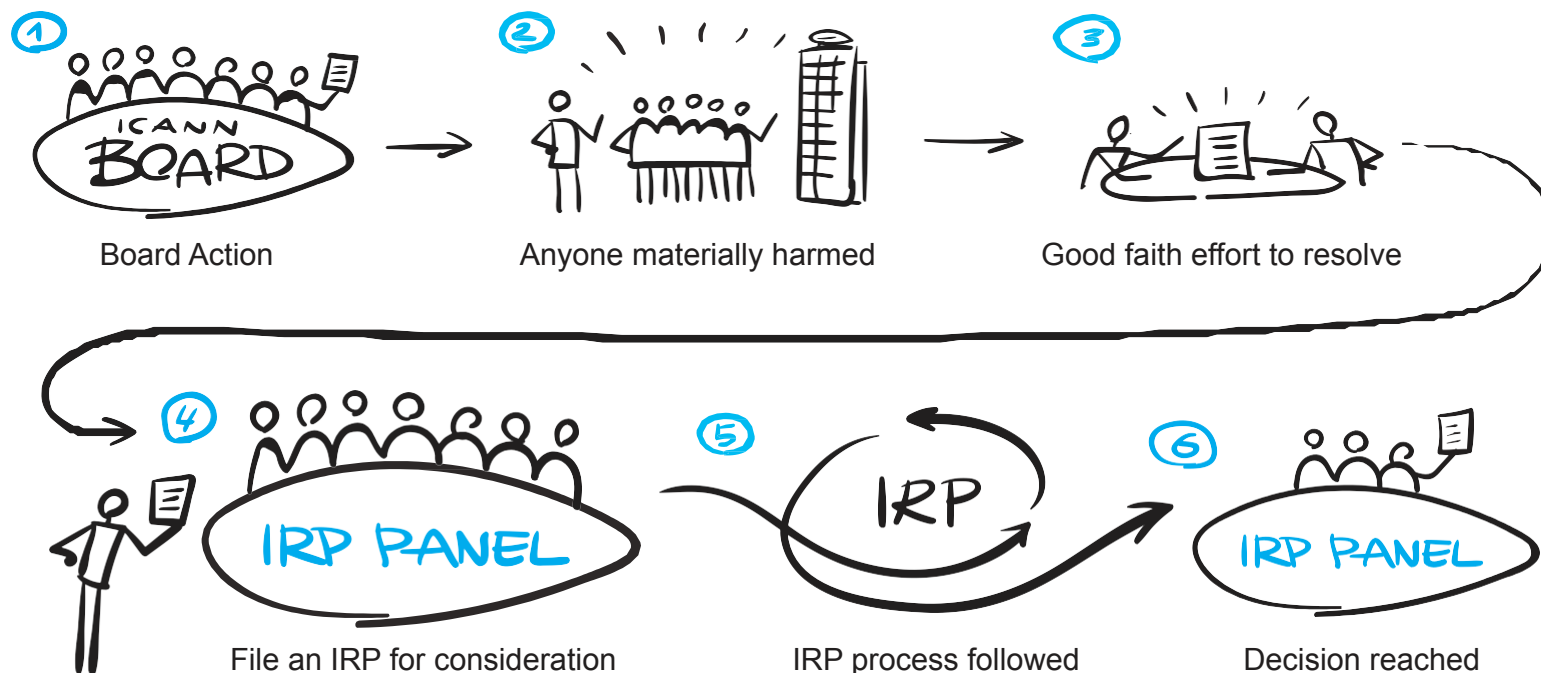 1
2
3
ICANN
BOARD
Board Action
Anyone materially harmed
Good faith effort to resolve
4
5
6
IRP PANEL
IRP
IRP PANEL
File an IRP for consideration
IRP process followed
Decision reached